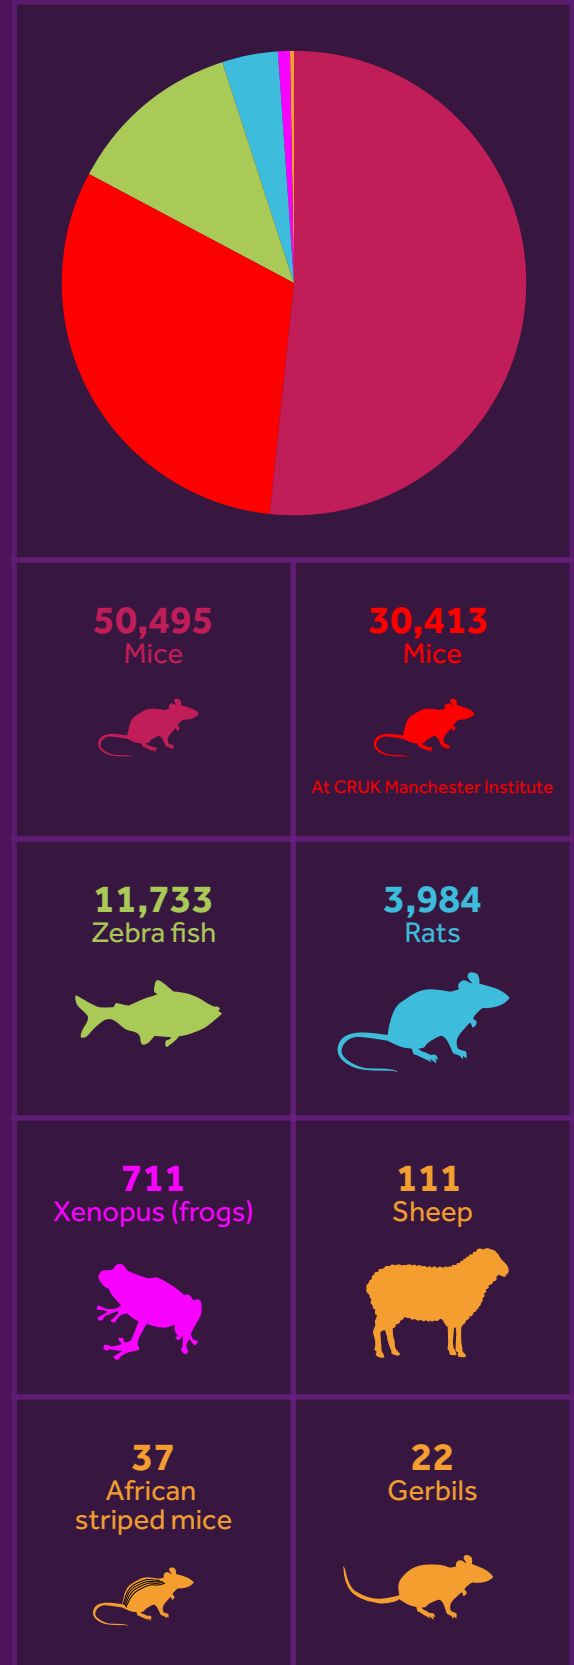 50,495
Mice
30,413
Mice
At CRUK Manchester Institute
11,733
Zebra fish
3,984
Rats
711
Xenopus (frogs)
111
Sheep
37
African
striped mice
22
Gerbils